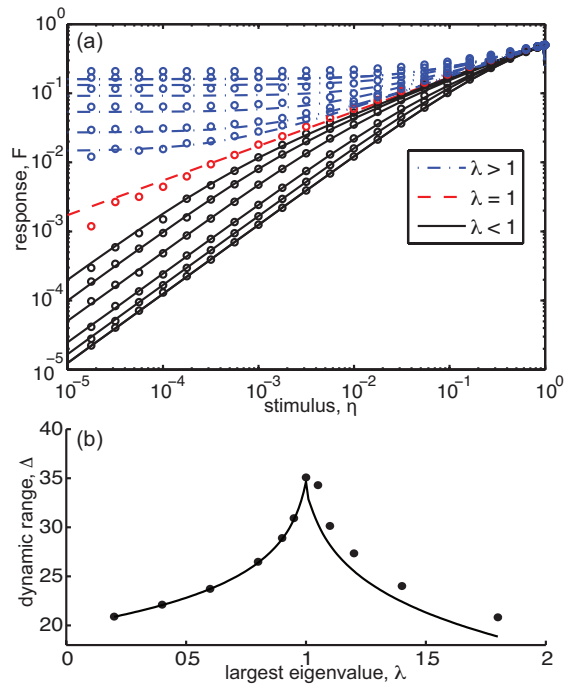 (a)
response, F
10^0
10^-1
10^-2
10^-3
10^-4
10^-5
λ > 1
λ = 1
λ < 1
10^-5 10^-4 10^-3 10^-2 10^-1 10^0
stimulus, η
(b)
dynamic range, Δ
40
35
30
25
20
0 05 1 15 2
largest eigenvalue, λ